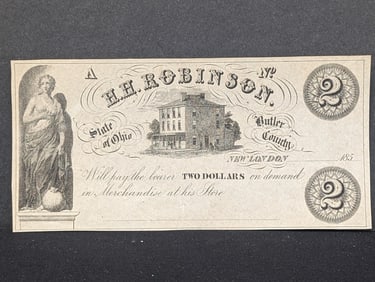 A
Nº
H.H. ROBINSON.
2
State of Ohio
Butler County
NEW LONDON 185
Will pay the bearer TWO DOLLARS on demand
in Merchandise at his Store
2